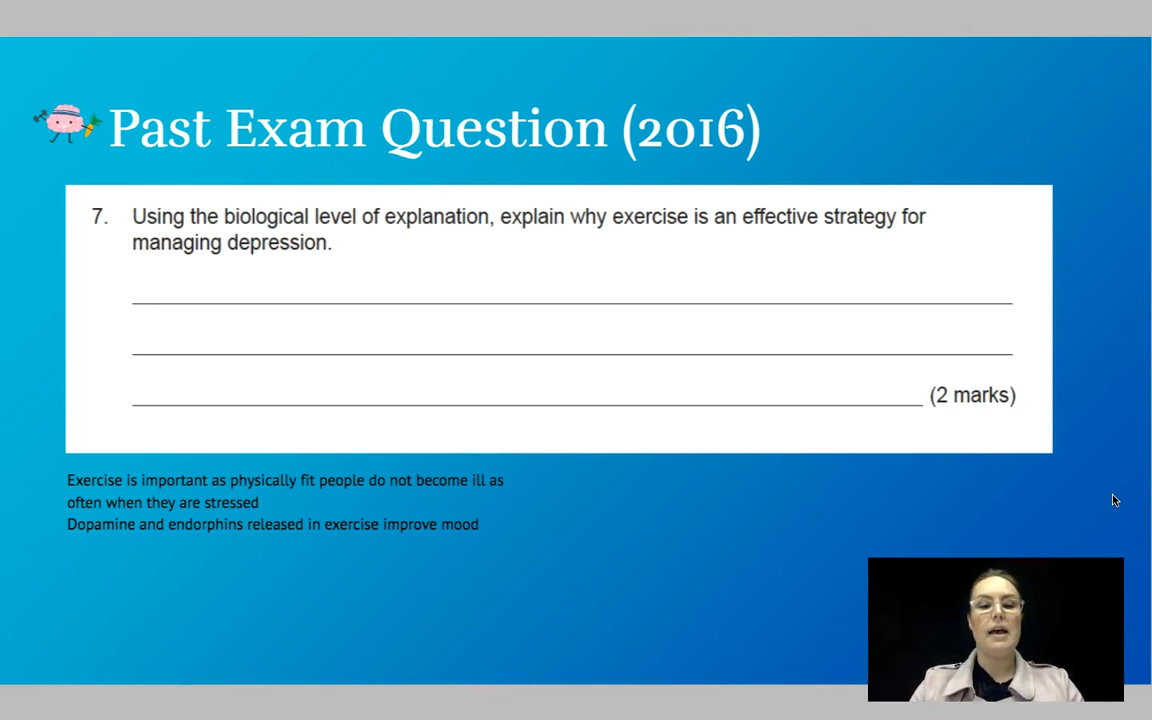 Past Exam Question (2016)
7. Using the biological level of explanation, explain why exercise is an effective strategy for
managing depression.
(2 marks)
Exercise is important as physically fit people do not become ill as
often when they are stressed
Dopamine and endorphins released in exercise improve mood